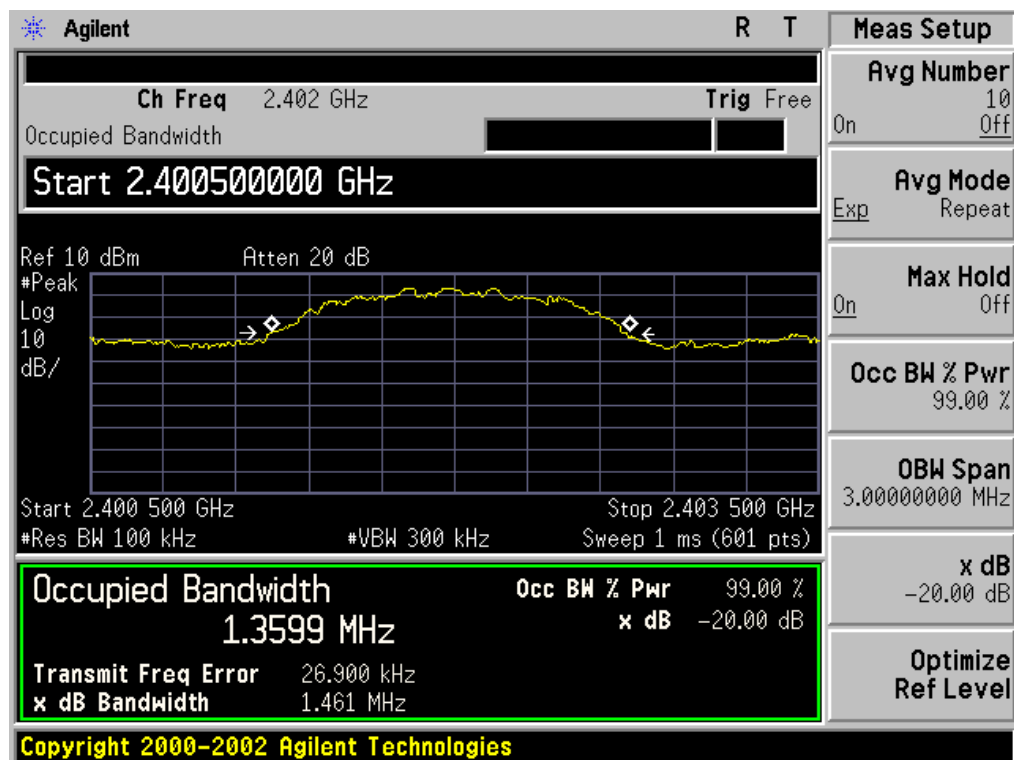 Agilent R T
Ch Freq 2.402 GHz Trig Free
Occupied Bandwidth
Start 2.400500000 GHz
Ref 10 dBm Atten 20 dB
#Peak
Log
10
dB/
Start 2.400 500 GHz Stop 2.403 500 GHz
#Res BW 100 kHz #VBW 300 kHz Sweep 1 ms (601 pts)
Occupied Bandwidth
1.3599 MHz
Occ BW % Pwr 99.00 %
x dB -20.00 dB
Transmit Freq Error 26.900 kHz
x dB Bandwidth 1.461 MHz
Meas Setup
Avg Number
10
On Off
Avg Mode
Exp Repeat
Max Hold
On Off
Occ BW % Pwr
99.00 %
OBW Span
3.00000000 MHz
x dB
-20.00 dB
Optimize
Ref Level
Copyright 2000-2002 Agilent Technologies